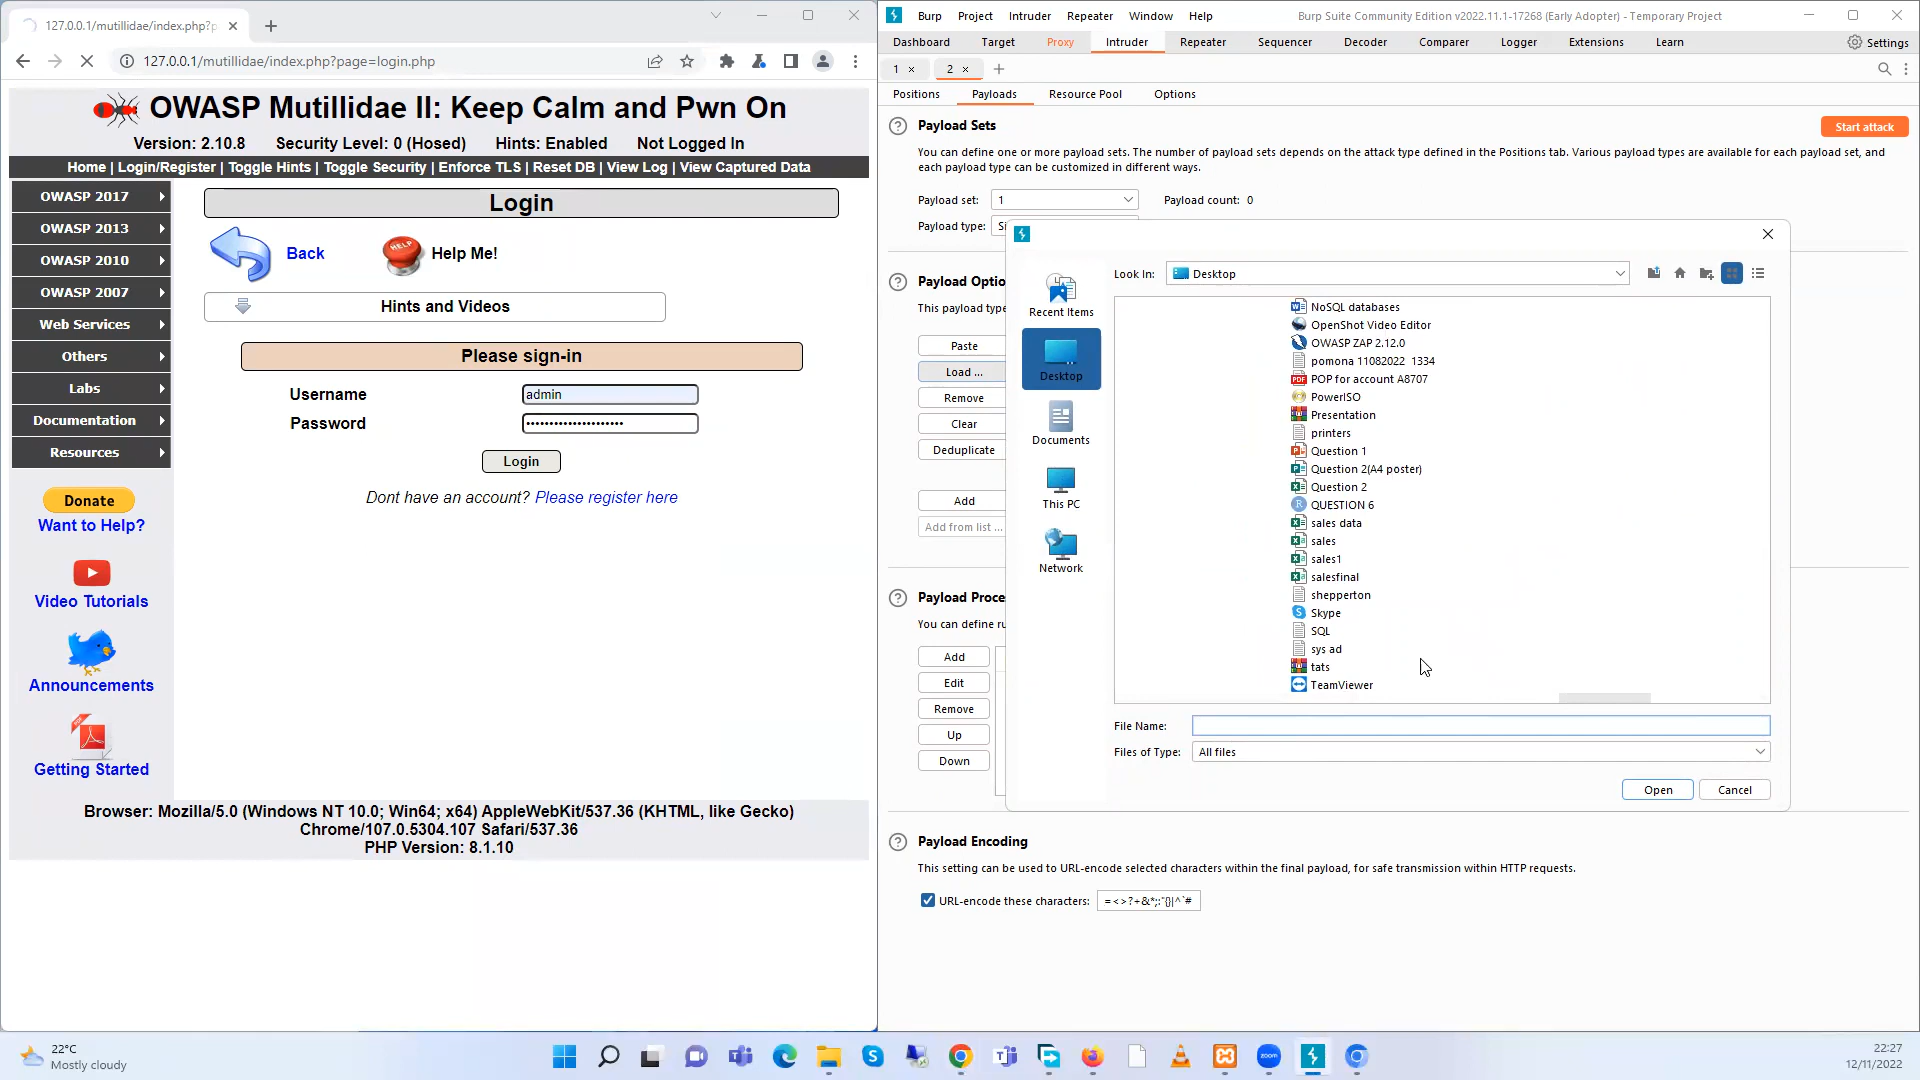 127.0.0.1/mutillidae/index.php?p
127.0.0.1/mutillidae/index.php?page=login.php
OWASP Mutillidae II: Keep Calm and Pwn On
Version: 2.10.8 Security Level: 0 (Hosed) Hints: Enabled Not Logged In
Home | Login/Register | Toggle Hints | Toggle Security | Enforce TLS | Reset DB | View Log | View Captured Data
OWASP 2017
OWASP 2013
OWASP 2010
OWASP 2007
Web Services
Others
Labs
Documentation
Resources
Donate
Want to Help?
Video Tutorials
Announcements
PDF
Getting Started
Login
Back
HELP
Help Me!
Hints and Videos
Please sign-in
Username admin
Password
Login
Dont have an account? Please register here
Browser: Mozilla/5.0 (Windows NT 10.0; Win64; x64) AppleWebKit/537.36 (KHTML, like Gecko)
Chrome/107.0.5304.107 Safari/537.36
PHP Version: 8.1.10
Burp Project Intruder Repeater Window Help Burp Suite Community Edition v2022.11.1-17268 (Early Adopter) - Temporary Project
Dashboard Target Proxy Intruder Repeater Sequencer Decoder Comparer Logger Extensions Learn Settings
1 × 2 × +
Positions Payloads Resource Pool Options
Payload Sets
Start attack
You can define one or more payload sets. The number of payload sets depends on the attack type defined in the Positions tab. Various payload types are available for each payload set, and
each payload type can be customized in different ways.
Payload set: 1 Payload count: 0
Payload type: Si
Payload Optio
This payload type
Paste
Load ...
Remove
Clear
Deduplicate
Add
Add from list ...
Payload Proce
You can define ru
Add
Edit
Remove
Up
Down
Look In: Desktop
Recent Items
Desktop
Documents
This PC
Network
NoSQL databases
OpenShot Video Editor
OWASP ZAP 2.12.0
pomona 11082022 1334
POP for account A8707
PowerISO
Presentation
printers
Question 1
Question 2(A4 poster)
Question 2
QUESTION 6
sales data
sales
sales1
salesfinal
shepperton
Skype
SQL
sys ad
tats
TeamViewer
File Name:
Files of Type: All files
Open Cancel
Payload Encoding
This setting can be used to URL-encode selected characters within the final payload, for safe transmission within HTTP requests.
URL-encode these characters: =<>?+&*;:"{}|^`#
22°C
Mostly cloudy
zoom
22:27
12/11/2022